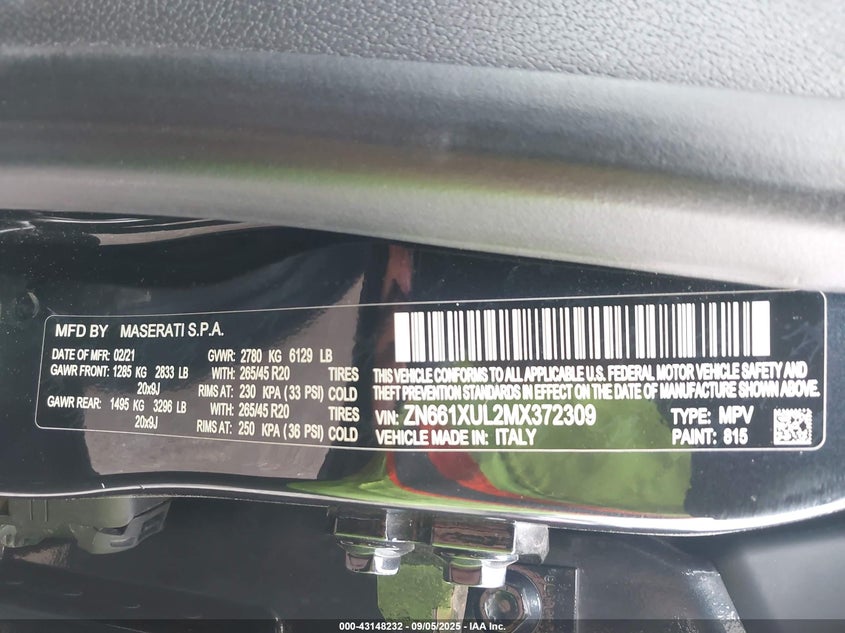 MFD BY MASERATI S.P.A.
DATE OF MFR: 02/21 GVWR: 2780 KG 6129 LB
GAWR FRONT: 1285 KG 2833 LB WITH: 265/45 R20 TIRES
20x9J RIMS AT: 230 KPA (33 PSI) COLD
GAWR REAR: 1495 KG 3296 LB WITH: 265/45 R20 TIRES
20x9J RIMS AT: 250 KPA (36 PSI) COLD
THIS VEHICLE CONFORMS TO ALL APPLICABLE U.S. FEDERAL MOTOR VEHICLE SAFETY AND
THEFT PREVENTION STANDARDS IN EFFECT ON THE DATE OF MANUFACTURE SHOWN ABOVE.
VIN: ZN661XUL2MX372309 TYPE: MPV
VEHICLE MADE IN: ITALY PAINT: 815
000-43148232 - 09/05/2025 - IAA Inc.